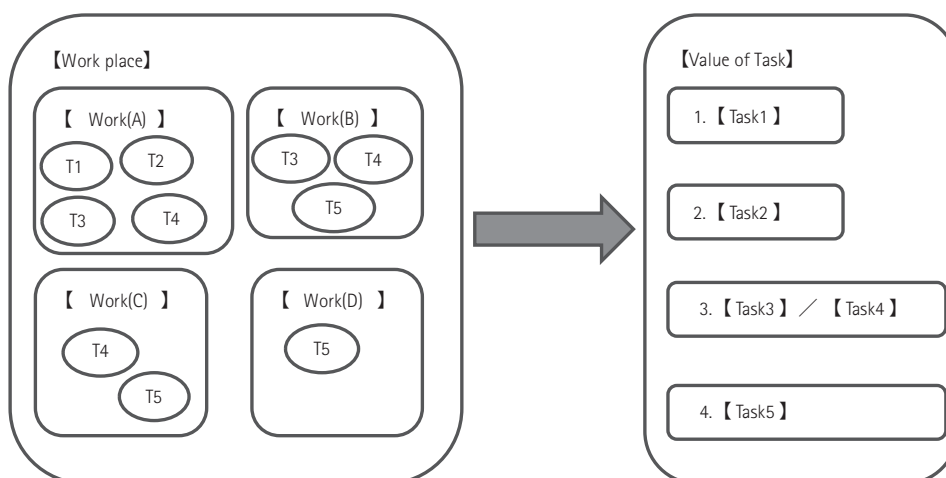 【Work place】
【 Work(A) 】
T1
T2
T3
T4
【 Work(B) 】
T3
T4
T5
【 Work(C) 】
T4
T5
【 Work(D) 】
T5
【Value of Task】
1. 【 Task1 】
2. 【 Task2 】
3. 【 Task3 】 ／ 【 Task4 】
4. 【 Task5 】